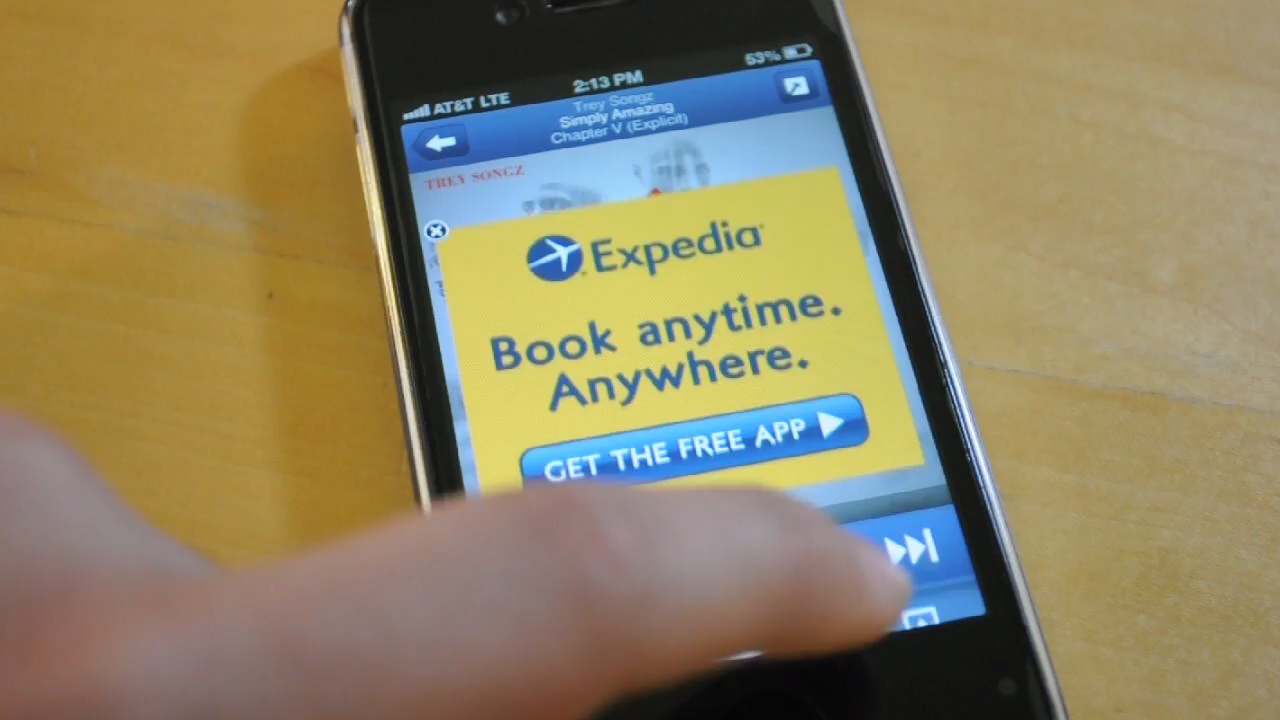 AT&T LTE 2:13 PM 53%
Trey Songz
Simply Amazing
Chapter V (Explicit)
TREY SONGZ
Expedia
Book anytime.
Anywhere.
GET THE FREE APP